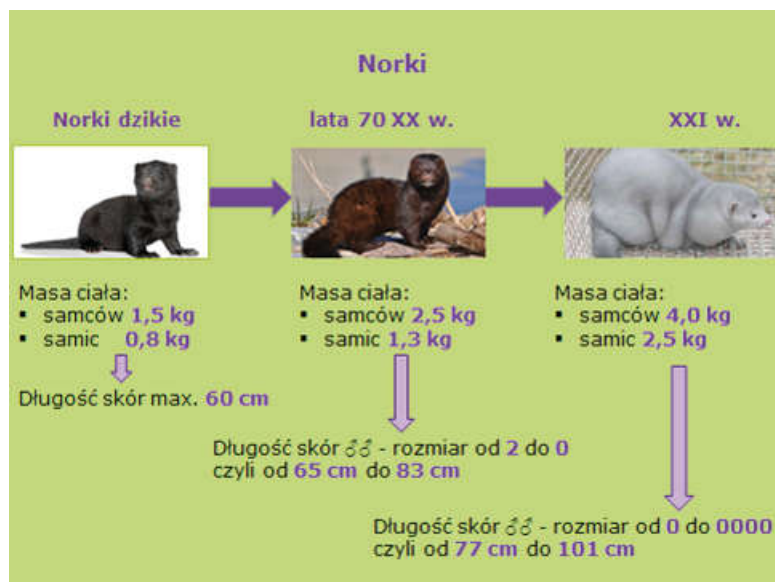 Norki
Norki dzikie
lata 70 XX w.
XXI w.
Masa ciała:
▪ samców 1,5 kg
▪ samic 0,8 kg
Długość skór max. 60 cm
Masa ciała:
▪ samców 2,5 kg
▪ samic 1,3 kg
Długość skór ♂♂ - rozmiar od 2 do 0
czyli od 65 cm do 83 cm
Masa ciała:
▪ samców 4,0 kg
▪ samic 2,5 kg
Długość skór ♂♂ - rozmiar od 0 do 0000
czyli od 77 cm do 101 cm